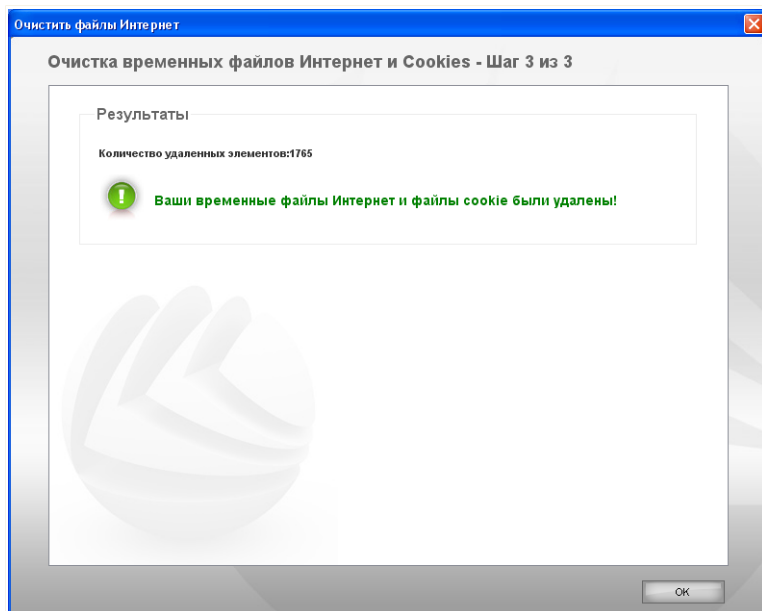 Очистить файлы Интернет
Очистка временных файлов Интернет и Cookies - Шаг 3 из 3
Результаты
Количество удаленных элементов:1765
Ваши временные файлы Интернет и файлы cookie были удалены!
OK